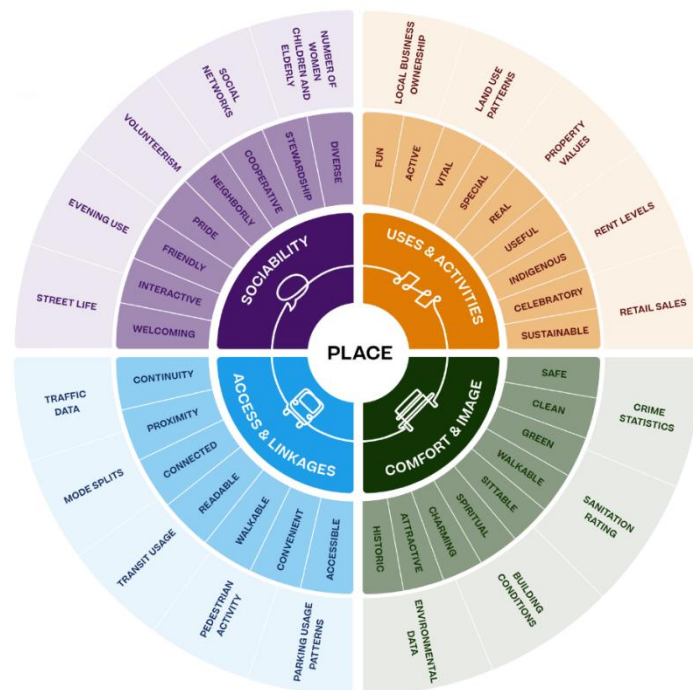 PLACE
SOCIABILITY
DIVERSE
STEWARDSHIP
COOPERATIVE
NEIGHBORLY
PRIDE
FRIENDLY
INTERACTIVE
WELCOMING
NUMBER OF
WOMEN
CHILDREN AND
ELDERLY
SOCIAL
NETWORKS
VOLUNTEERISM
EVENING USE
STREET LIFE
USES & ACTIVITIES
FUN
ACTIVE
VITAL
SPECIAL
REAL
USEFUL
INDIGENOUS
CELEBRATORY
SUSTAINABLE
LOCAL BUSINESS
OWNERSHIP
LAND USE
PATTERNS
PROPERTY
VALUES
RENT LEVELS
RETAIL SALES
COMFORT & IMAGE
SAFE
CLEAN
GREEN
WALKABLE
SITTABLE
SPIRITUAL
CHARMING
ATTRACTIVE
HISTORIC
CRIME
STATISTICS
SANITATION
RATING
BUILDING
CONDITIONS
ENVIRONMENTAL
DATA
ACCESS & LINKAGES
CONTINUITY
PROXIMITY
CONNECTED
READABLE
WALKABLE
CONVENIENT
ACCESSIBLE
TRAFFIC
DATA
MODE SPLITS
TRANSIT USAGE
PEDESTRIAN
ACTIVITY
PARKING USAGE
PATTERNS